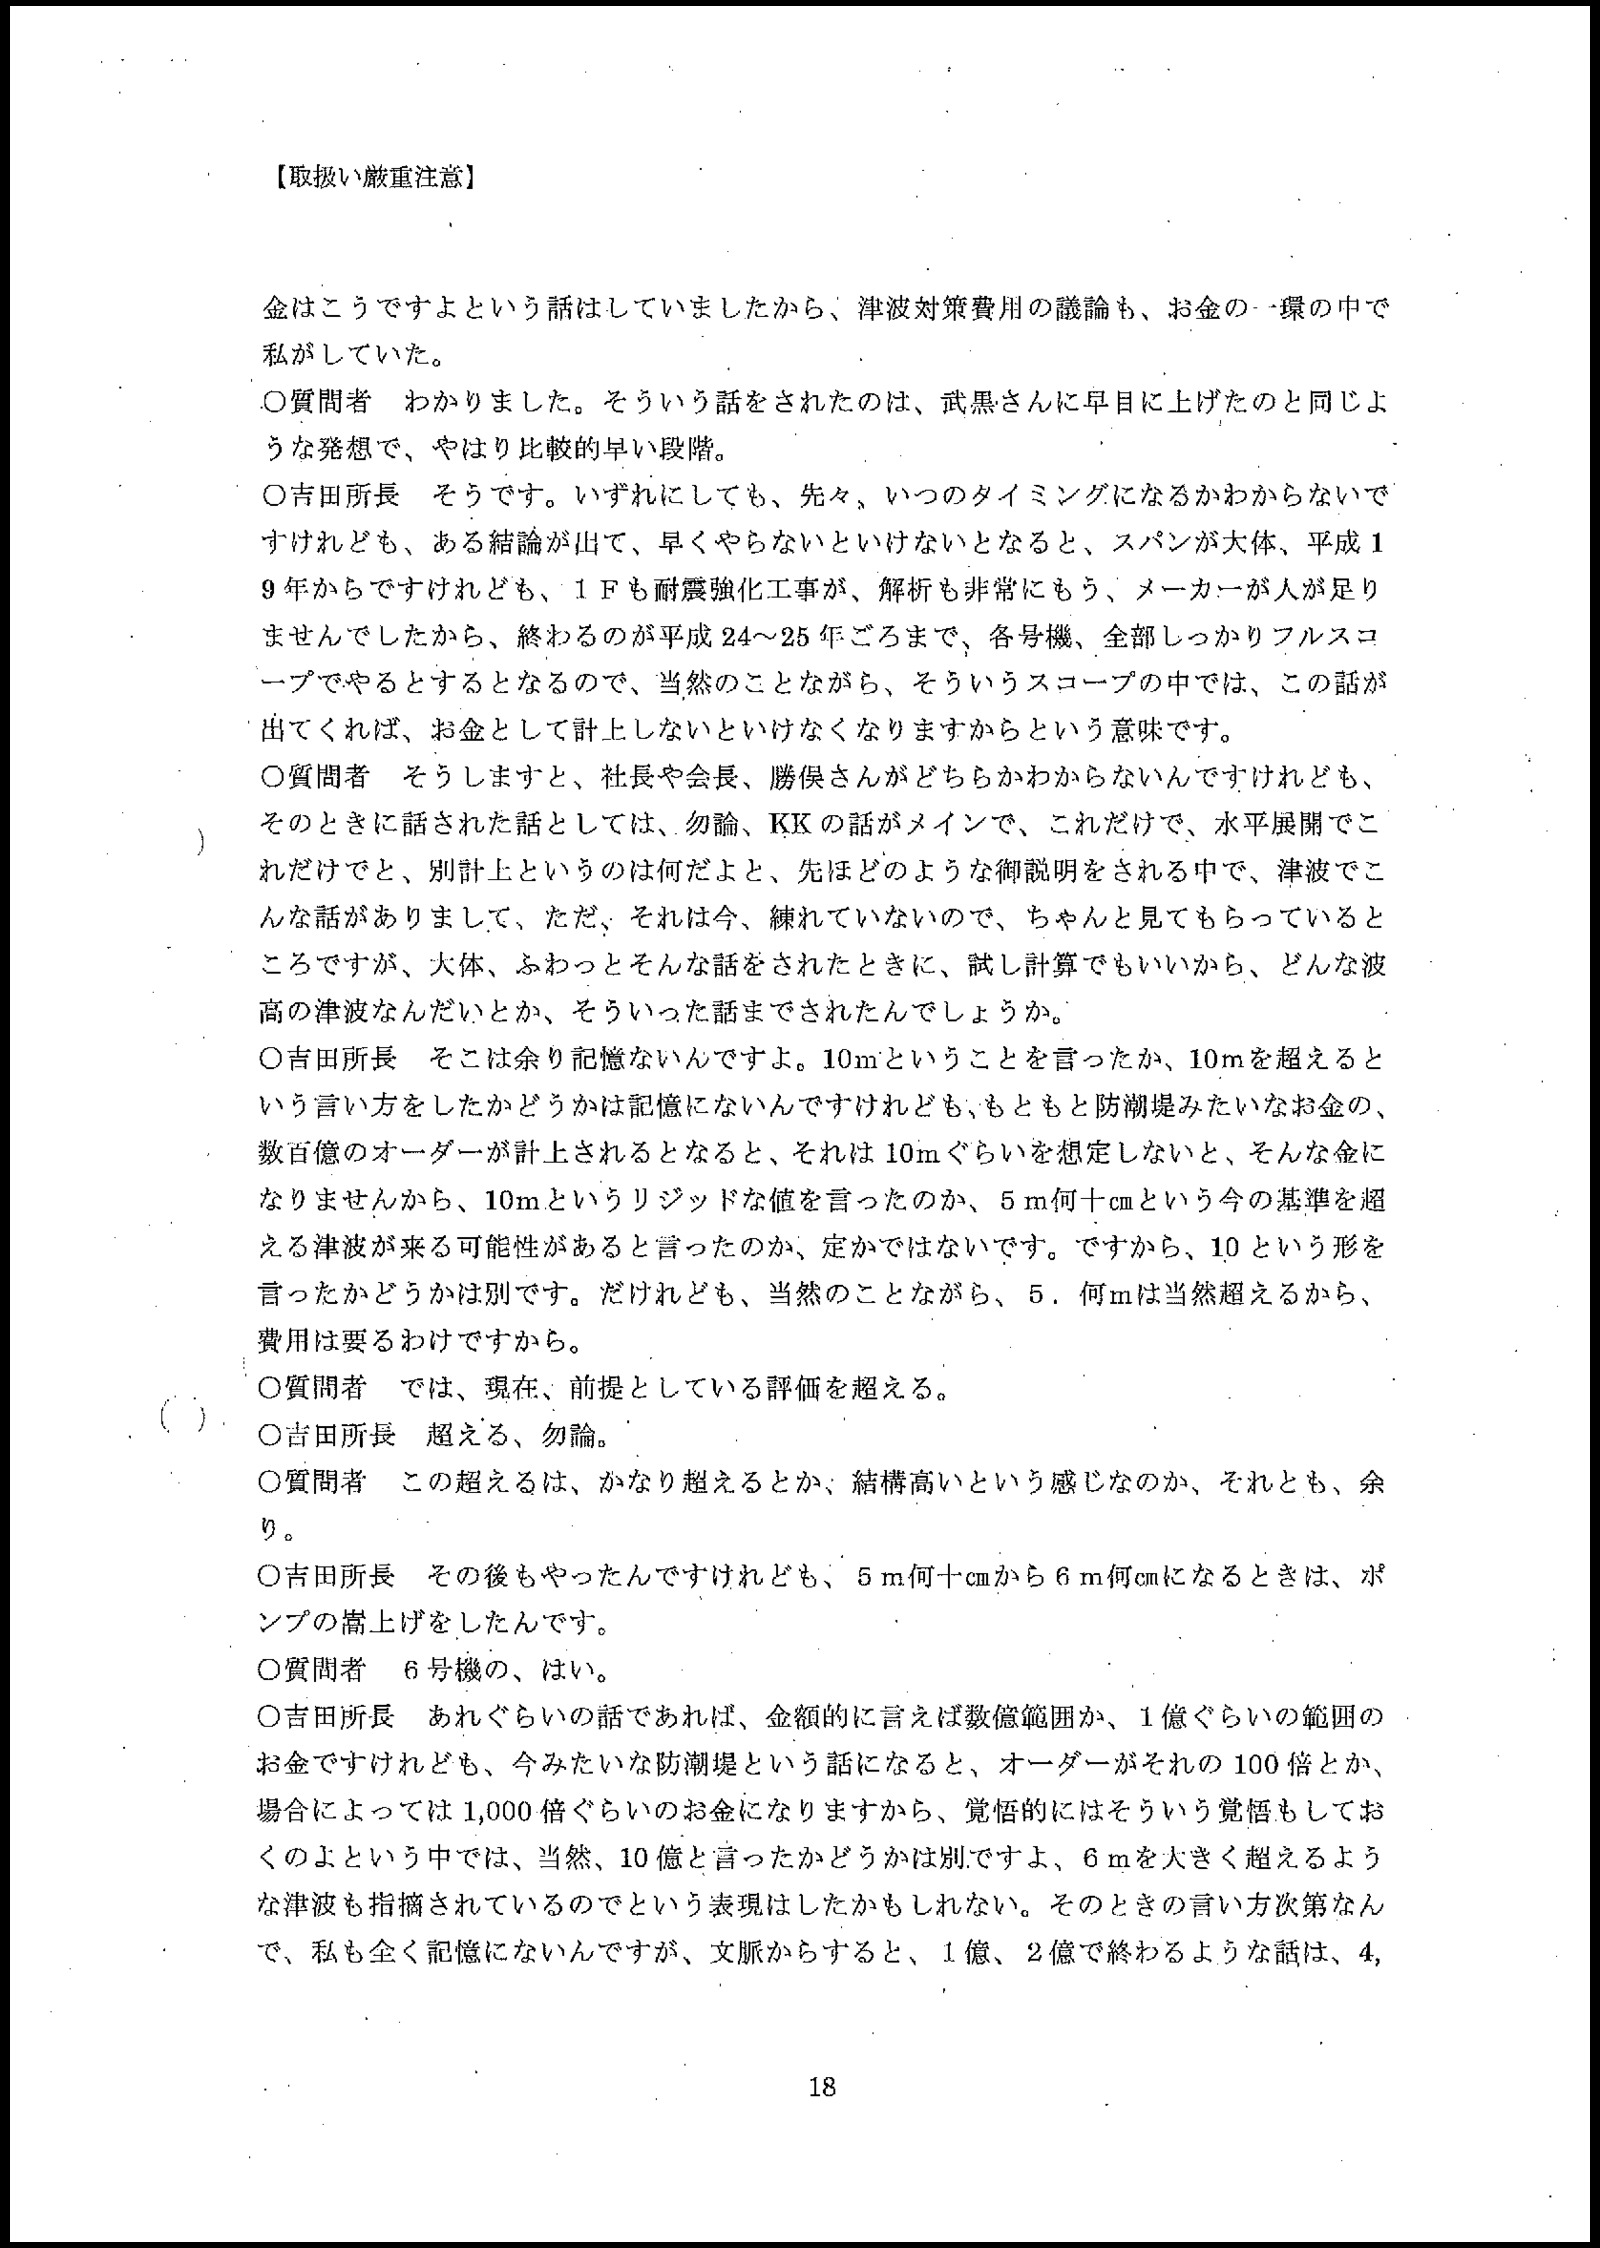 【取扱い厳重注意】
金はこうですよという話はしていましたから、津波対策費用の議論も、お金の一環の中で
私がしていた。
○質問者　わかりました。そういう話をされたのは、武黒さんに早目に上げたのと同じよ
うな発想で、やはり比較的早い段階。
○吉田所長　そうです。いずれにしても、先々、いつのタイミングになるかわからないで
すけれども、ある結論が出て、早くやらないといけないとなると、スパンが大体、平成１
９年からですけれども、１Ｆも耐震強化工事が、解析も非常にもう、メーカーが人が足り
ませんでしたから、終わるのが平成 24～25 年ごろまで、各号機、全部しっかりフルスコ
ープでやるとするとなるので、当然のことながら、そういうスコープの中では、この話が
出てくれば、お金として計上しないといけなくなりますからという意味です。
○質問者　そうしますと、社長や会長、勝俣さんがどちらかわからないんですけれども、
そのときに話された話としては、勿論、KK の話がメインで、これだけで、水平展開でこ
れだけでと、別計上というのは何だよと、先ほどのような御説明をされる中で、津波でこ
んな話がありまして、ただ、それは今、練れていないので、ちゃんと見てもらっていると
ころですが、大体、ふわっとそんな話をされたときに、試し計算でもいいから、どんな波
高の津波なんだいとか、そういった話までされたんでしょうか。
○吉田所長　そこは余り記憶ないんですよ。10ｍということを言ったか、10ｍを超えると
いう言い方をしたかどうかは記憶にないんですけれども、もともと防潮堤みたいなお金の、
数百億のオーダーが計上されるとなると、それは 10ｍぐらいを想定しないと、そんな金に
なりませんから、10ｍというリジッドな値を言ったのか、５ｍ何十㎝という今の基準を超
える津波が来る可能性があると言ったのか、定かではないです。ですから、10 という形を
言ったかどうかは別です。だけれども、当然のことながら、５．何ｍは当然超えるから、
費用は要るわけですから。
○質問者　では、現在、前提としている評価を超える。
○吉田所長　超える、勿論。
○質問者　この超えるは、かなり超えるとか、結構高いという感じなのか、それとも、余
り。
○吉田所長　その後もやったんですけれども、５ｍ何十㎝から６ｍ何㎝になるときは、ポ
ンプの嵩上げをしたんです。
○質問者　６号機の、はい。
○吉田所長　あれぐらいの話であれば、金額的に言えば数億範囲か、１億ぐらいの範囲の
お金ですけれども、今みたいな防潮堤という話になると、オーダーがそれの 100 倍とか、
場合によっては 1,000 倍ぐらいのお金になりますから、覚悟的にはそういう覚悟もしてお
くのよという中では、当然、10 億と言ったかどうかは別ですよ、６ｍを大きく超えるよう
な津波も指摘されているのでという表現はしたかもしれない。そのときの言い方次第なん
で、私も全く記憶にないんですが、文脈からすると、１億、２億で終わるような話は、4,
18